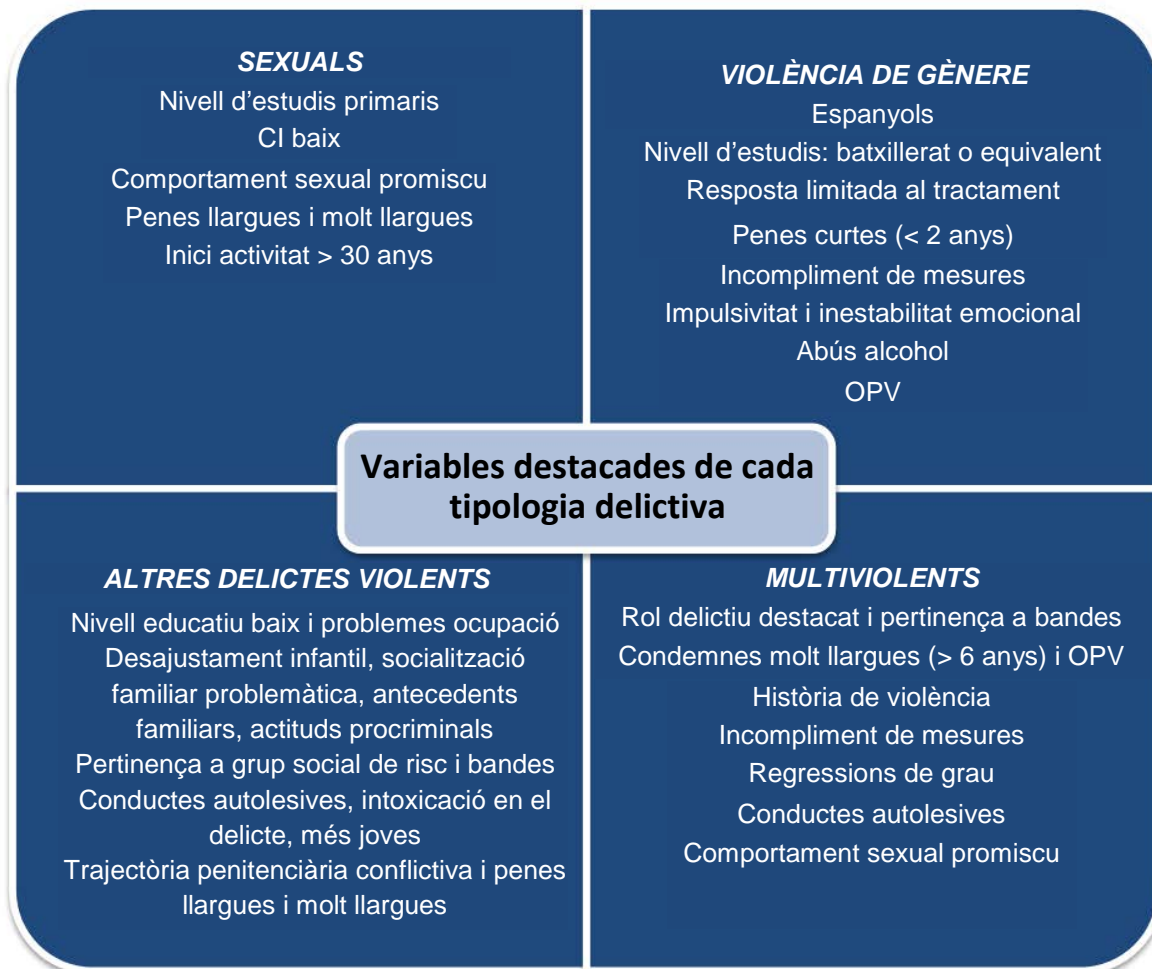 SEXUALS
Nivell d'estudis primaris
CI baix
Comportament sexual promiscu
Penes llargues i molt llargues
Inici activitat > 30 anys
VIOLÈNCIA DE GÈNERE
Espanyols
Nivell d'estudis: batxillerat o equivalent
Resposta limitada al tractament
Penes curtes (< 2 anys)
Incompliment de mesures
Impulsivitat i inestabilitat emocional
Abús alcohol
OPV
Variables destacades de cada
tipologia delictiva
ALTRES DELICTES VIOLENTS
Nivell educatiu baix i problemes ocupació
Desajustament infantil, socialització
familiar problemàtica, antecedents
familiars, actituds procriminals
Pertinença a grup social de risc i bandes
Conductes autolesives, intoxicació en el
delicte, més joves
Trajectòria penitenciària conflictiva i penes
llargues i molt llargues
MULTIVIOLENTS
Rol delictiu destacat i pertinença a bandes
Condemnes molt llargues (> 6 anys) i OPV
Història de violència
Incompliment de mesures
Regressions de grau
Conductes autolesives
Comportament sexual promiscu